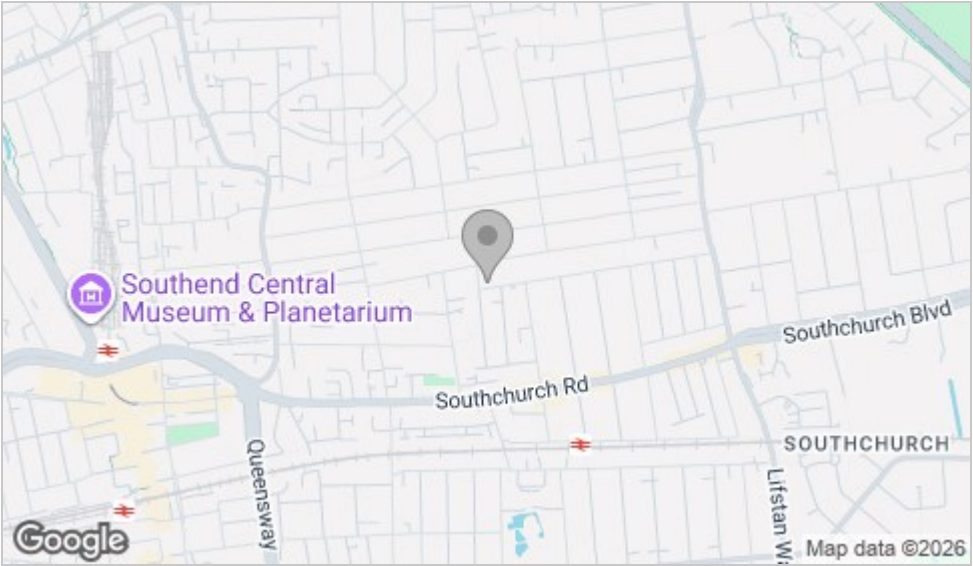 Southend Central
Museum & Planetarium
Southchurch Blvd
Southchurch Rd
SOUTHCHURCH
Queensway
Lifstan Wa
Google
Map data ©2026